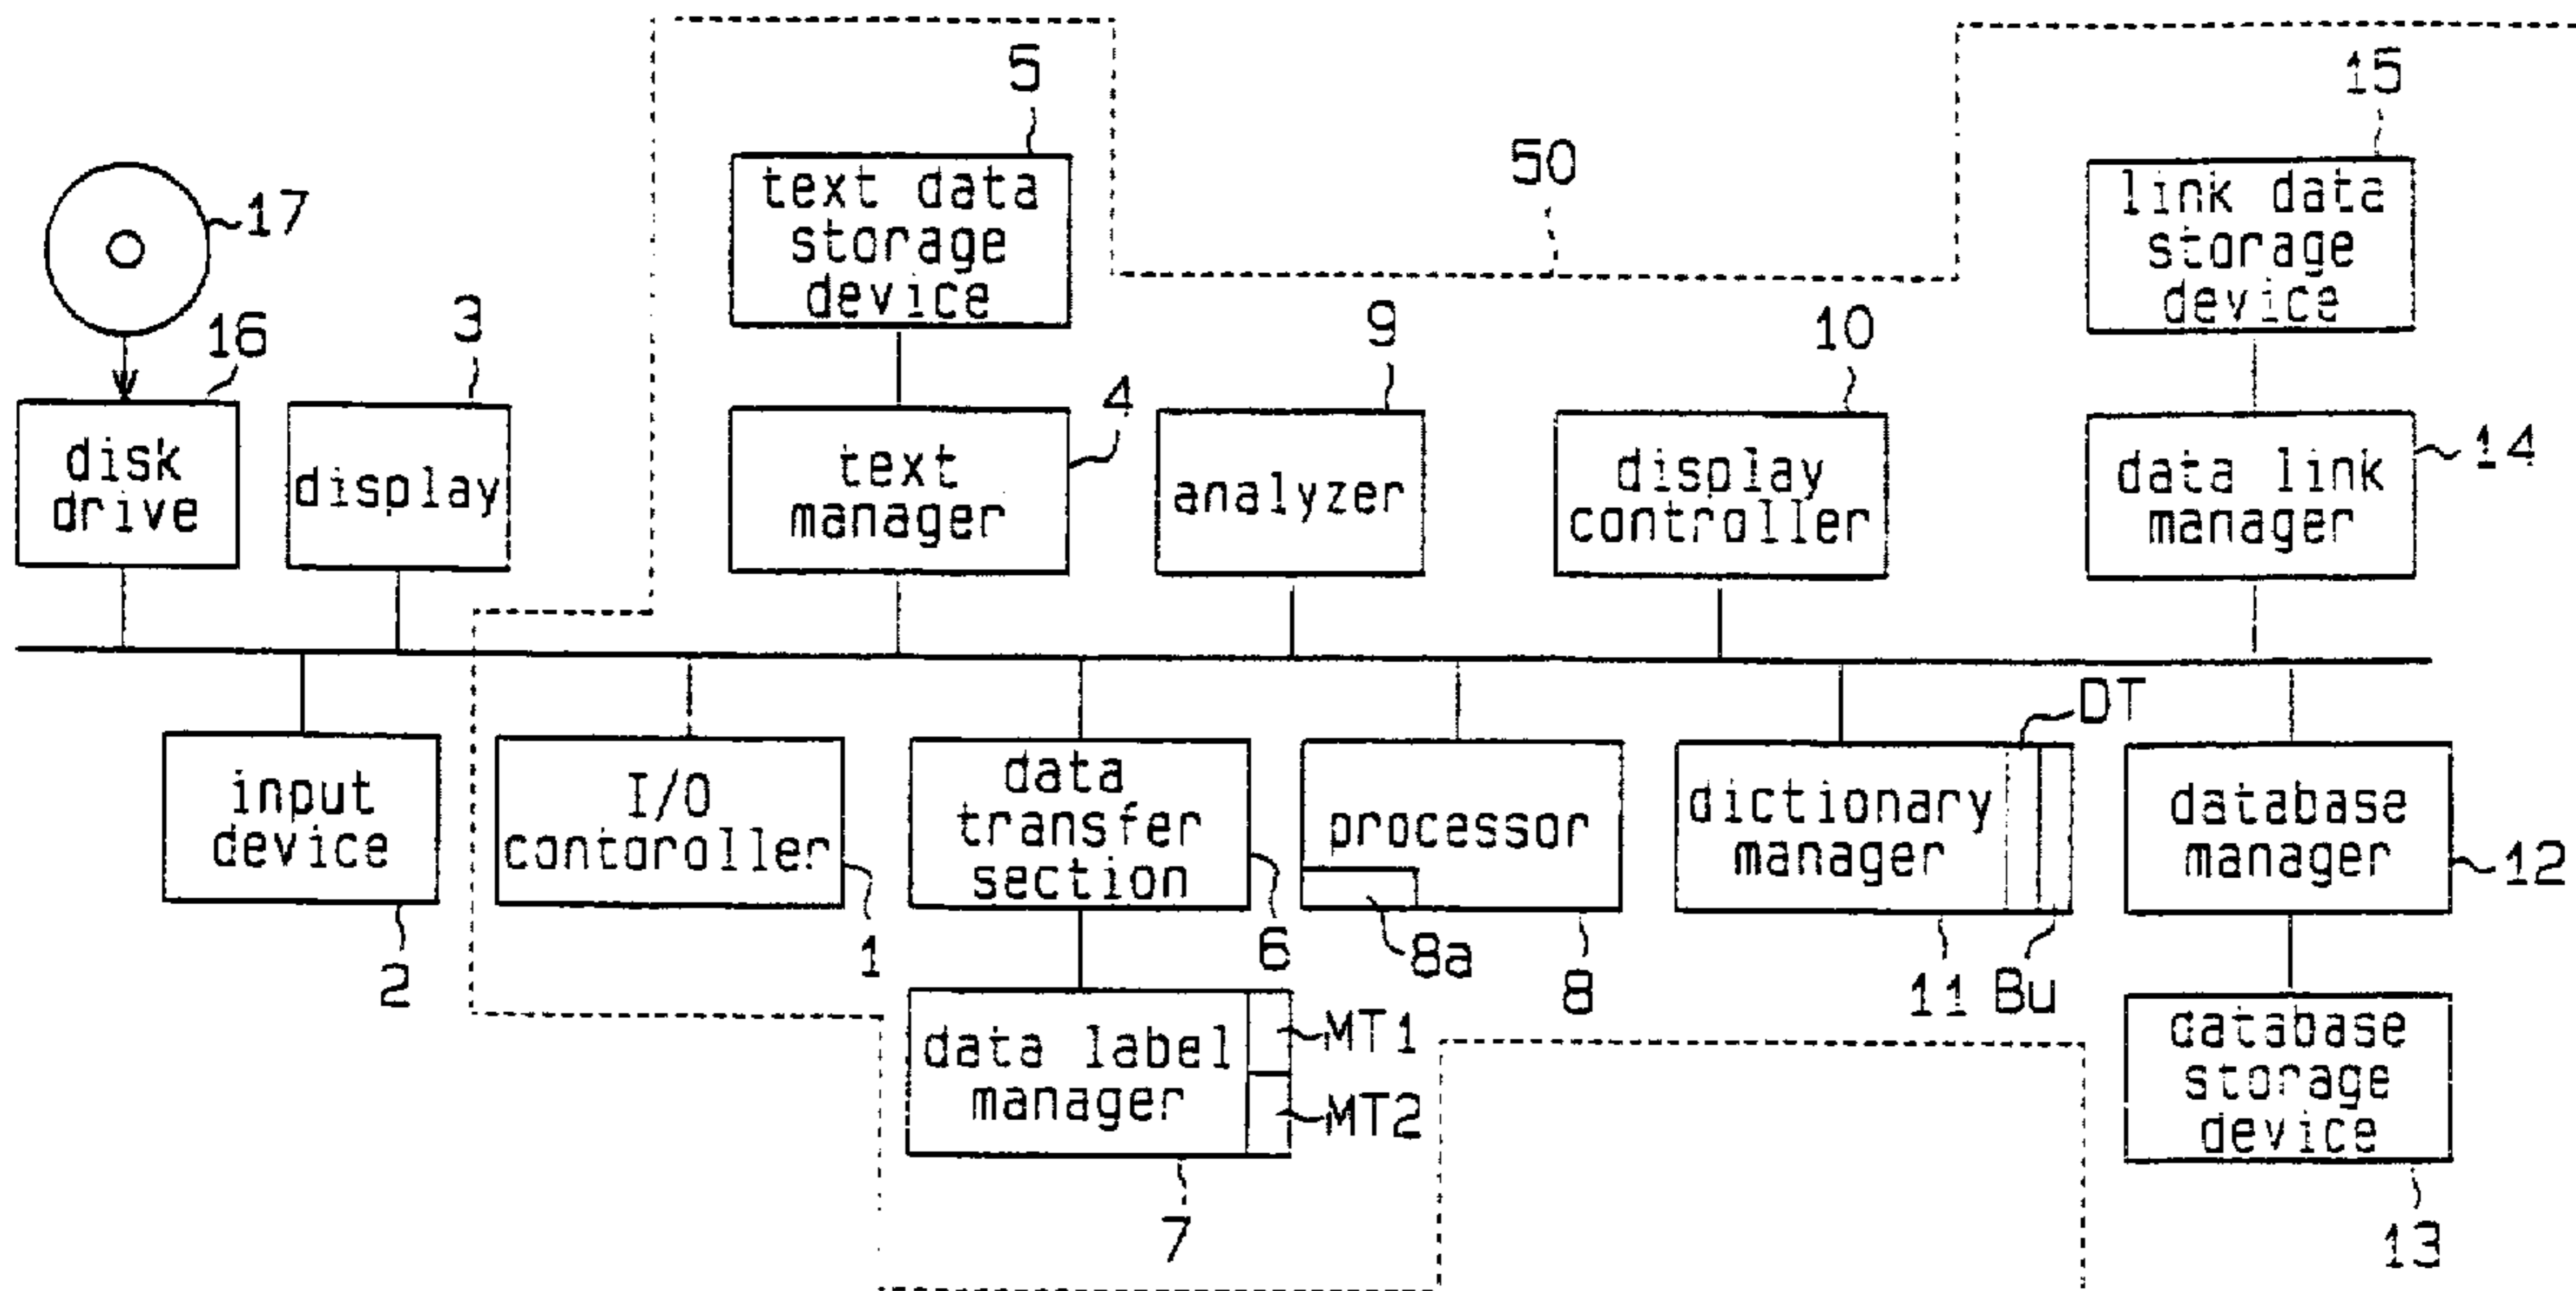 5
15
50
17
text data
storage
device
link data
storage
device
16
3
9
10
4
disk
drive
display
text
manager
analyzer
display
controller
data link
manager
14
DT
input
device
I/O
contoroller
data
transfer
section
processor
dictionary
manager
database
manager
12
2
1
6
8a
8
11
Bu
data label
manager
MT1
MT2
database
storage
device
7
13